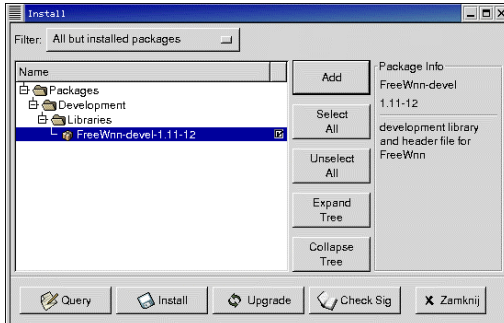 Install
Filter: All but installed packages
Name
Packages
Development
Libraries
FreeWnn-devel-1.11-12
Add
Select
All
Unselect
All
Expand
Tree
Collapse
Tree
Package Info
FreeWnn-devel
1.11-12
development library
and header file for
FreeWnn
Query
Install
Upgrade
Check Sig
Zamknij